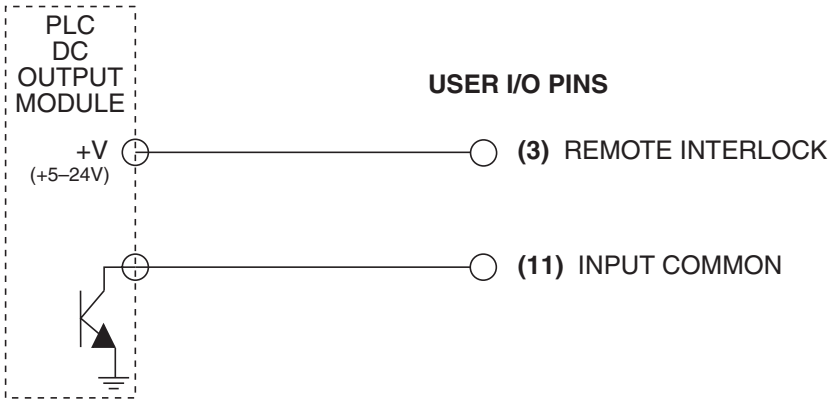 PLC
DC
OUTPUT
MODULE
USER I/O PINS
+V
(+5–24V)
(3) REMOTE INTERLOCK
(11) INPUT COMMON